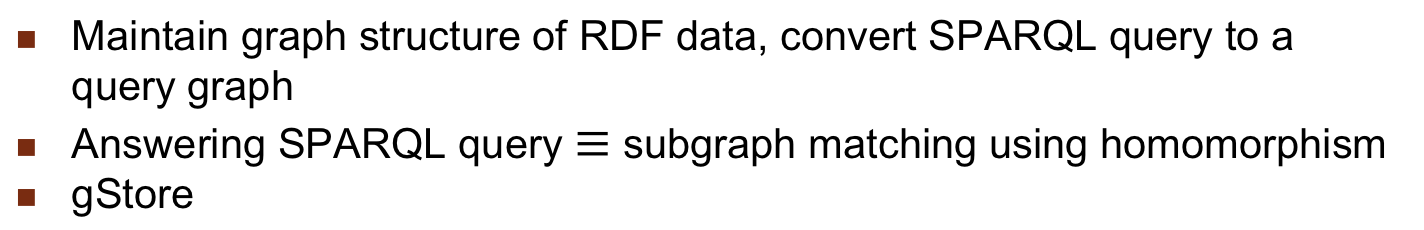 ■ Maintain graph structure of RDF data, convert SPARQL query to a
query graph
■ Answering SPARQL query ≡ subgraph matching using homomorphism
■ gStore